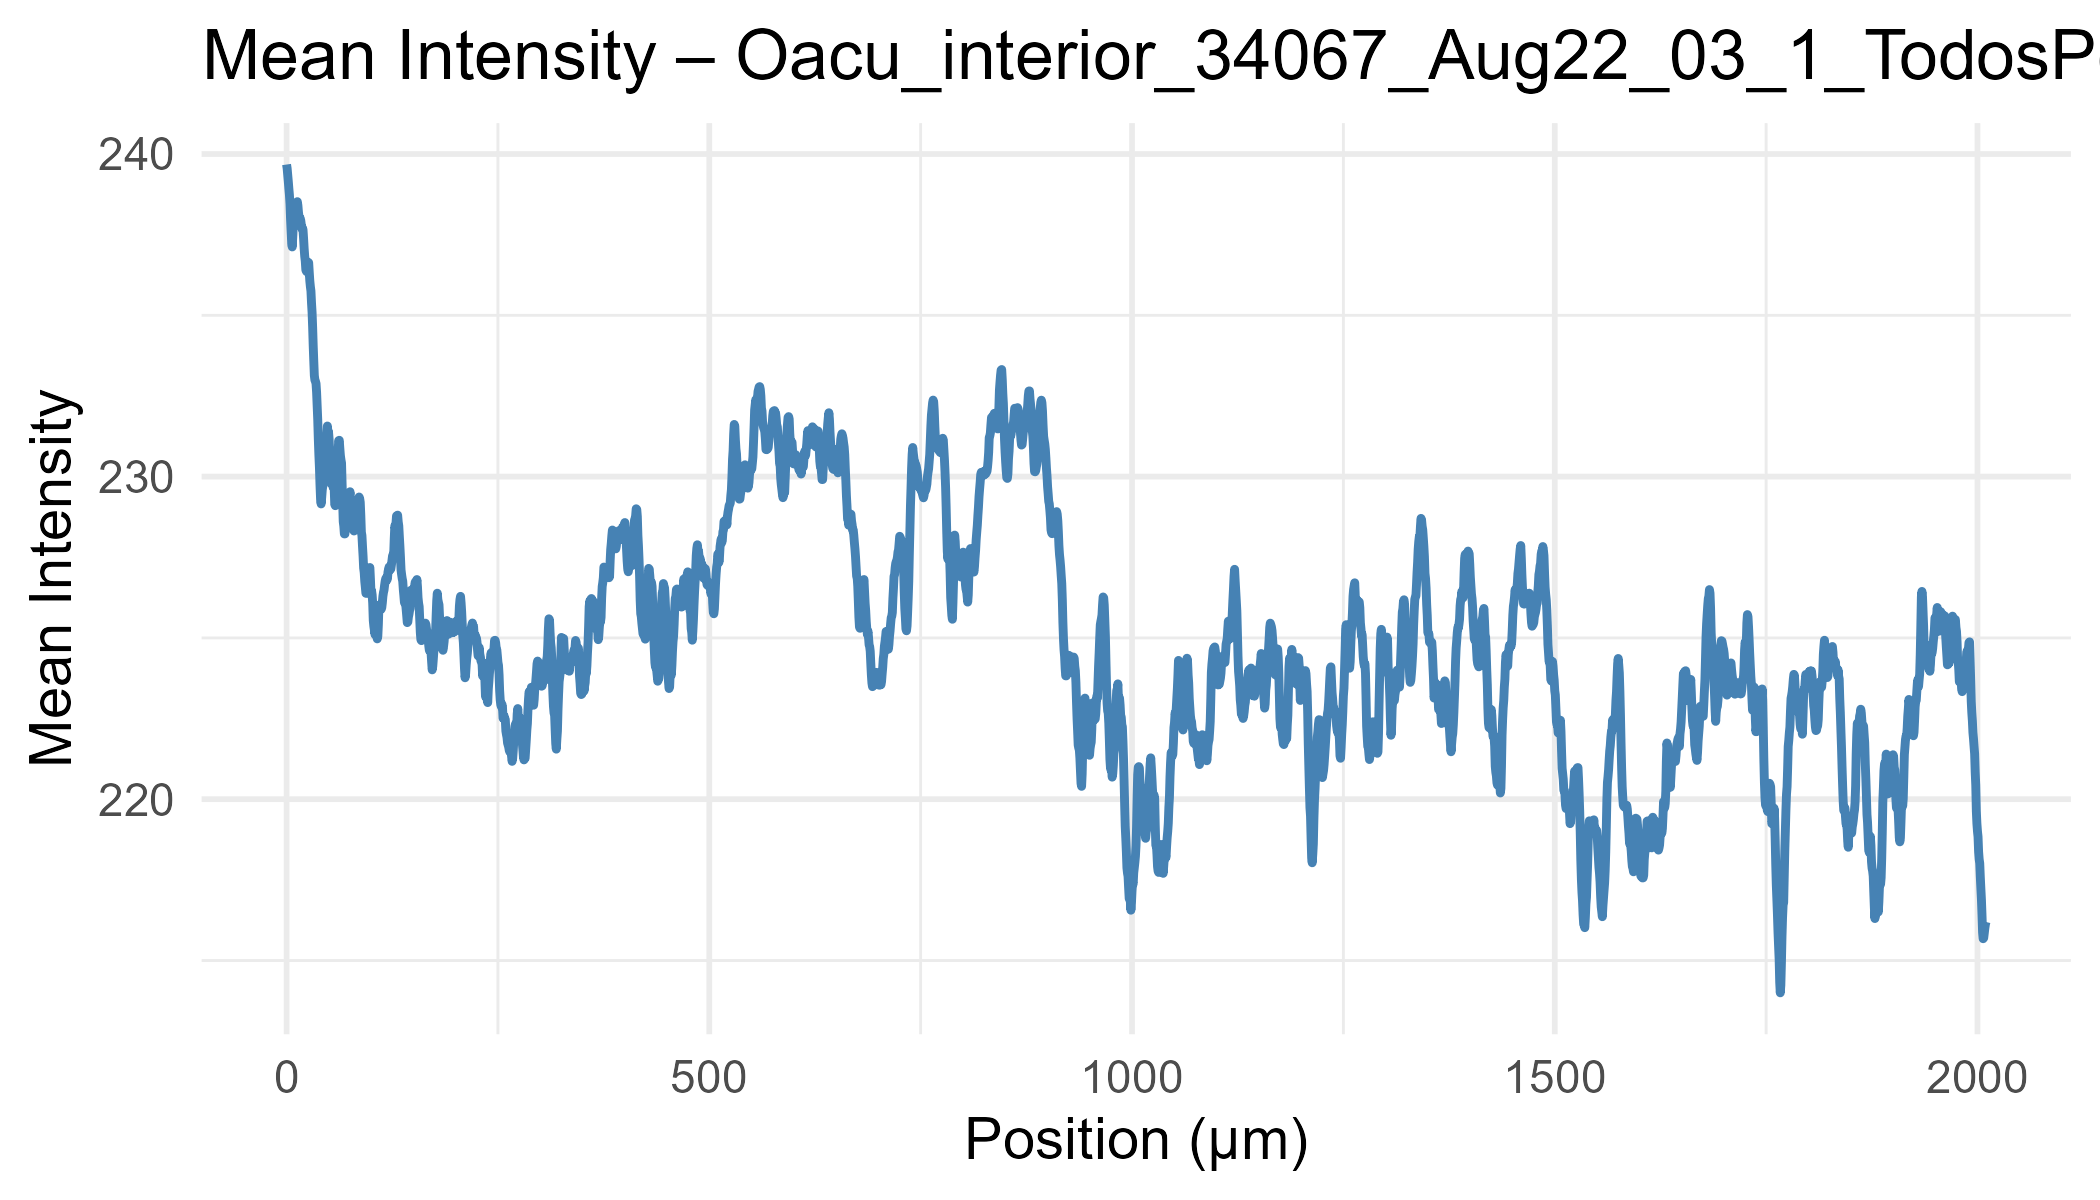 Mean Intensity – Oacu_interior_34067_Aug22_03_1_TodosP
240
230
220
Mean Intensity
0 500 1000 1500 2000
Position (µm)